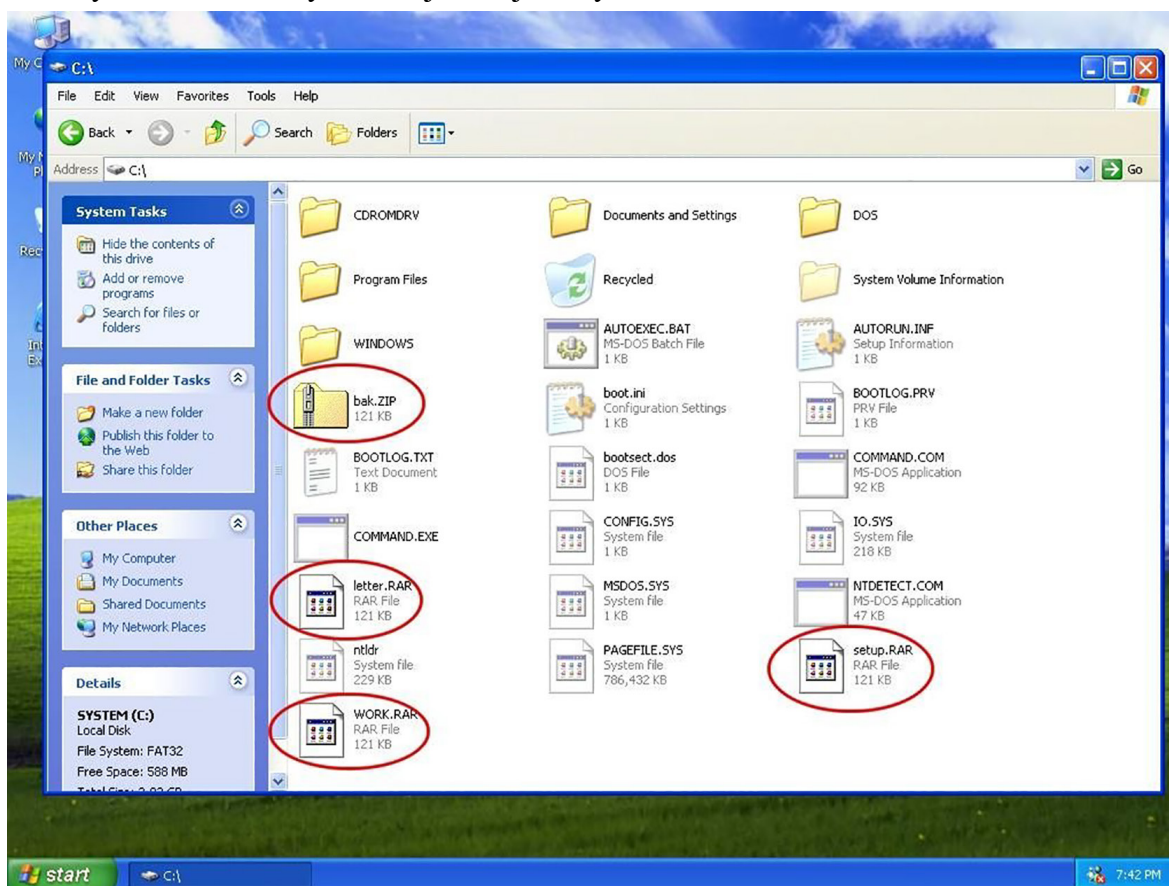 My C
C:\
File Edit View Favorites Tools Help
Back Search Folders
Address C:\ Go
System Tasks
Hide the contents of
this drive
Add or remove
programs
Search for files or
folders
File and Folder Tasks
Make a new folder
Publish this folder to
the Web
Share this folder
Other Places
My Computer
My Documents
Shared Documents
My Network Places
Details
SYSTEM (C:)
Local Disk
File System: FAT32
Free Space: 588 MB
CDROMDRV
Documents and Settings
DOS
Program Files
Recycled
System Volume Information
WINDOWS
AUTOEXEC.BAT
MS-DOS Batch File
1 KB
AUTORUN.INF
Setup Information
1 KB
bak.ZIP
121 KB
boot.ini
Configuration Settings
1 KB
BOOTLOG.PRV
PRV File
1 KB
BOOTLOG.TXT
Text Document
1 KB
bootsect.dos
DOS File
1 KB
COMMAND.COM
MS-DOS Application
92 KB
COMMAND.EXE
CONFIG.SYS
System file
1 KB
IO.SYS
System file
218 KB
letter.RAR
RAR File
121 KB
MSDOS.SYS
System file
1 KB
NTDETECT.COM
MS-DOS Application
47 KB
ntldr
System file
229 KB
PAGEFILE.SYS
System file
786,432 KB
setup.RAR
RAR File
121 KB
WORK.RAR
RAR File
121 KB
start
C:\
7:42 PM